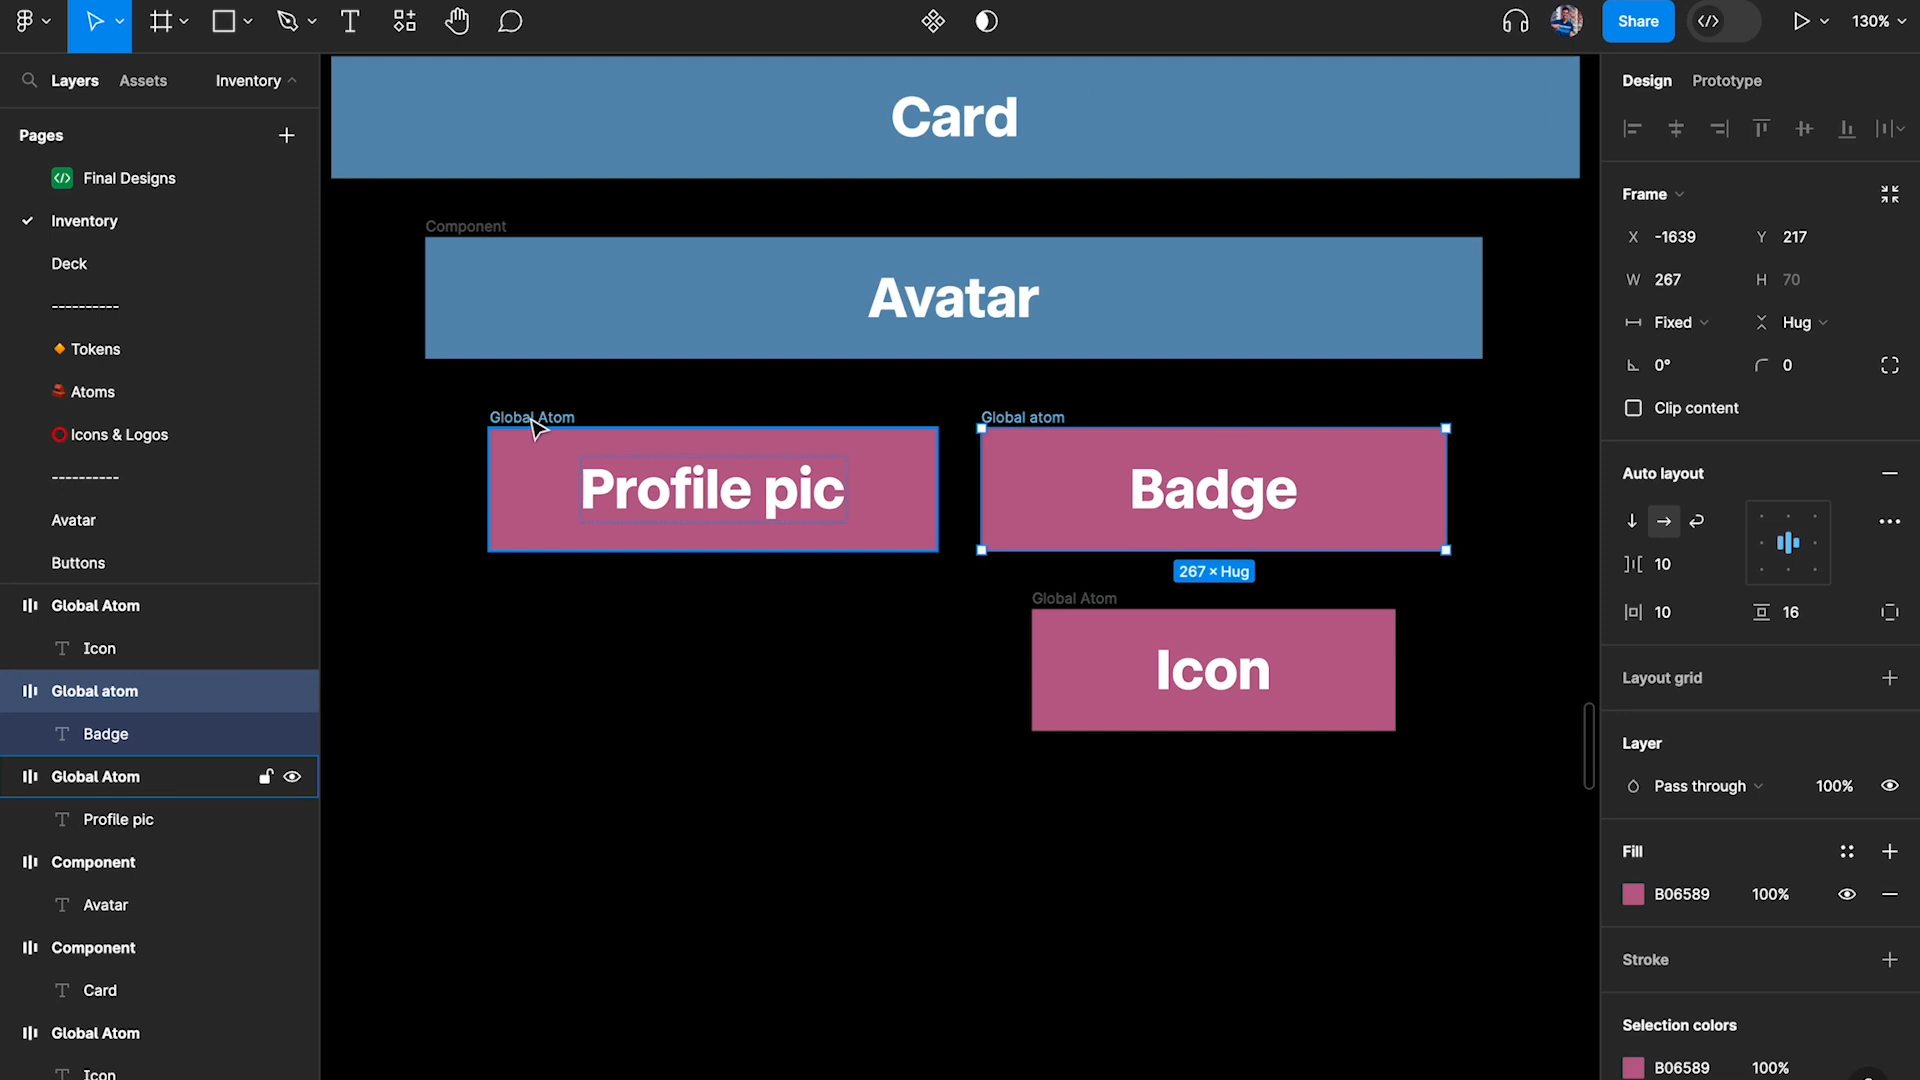 Share
130%
Layers
Assets
Inventory
Pages
Final Designs
Inventory
Deck
----------
Tokens
Atoms
Icons & Logos
----------
Avatar
Buttons
Global Atom
Icon
Global atom
Badge
Global Atom
Profile pic
Component
Avatar
Component
Card
Global Atom
Icon
Card
Component
Avatar
Global Atom
Profile pic
Global atom
Badge
267 × Hug
Global Atom
Icon
Design
Prototype
Frame
X -1639
Y 217
W 267
H 70
Fixed
Hug
0°
0
Clip content
Auto layout
10
10
16
Layout grid
Layer
Pass through
100%
Fill
B06589
100%
Stroke
Selection colors
B06589
100%